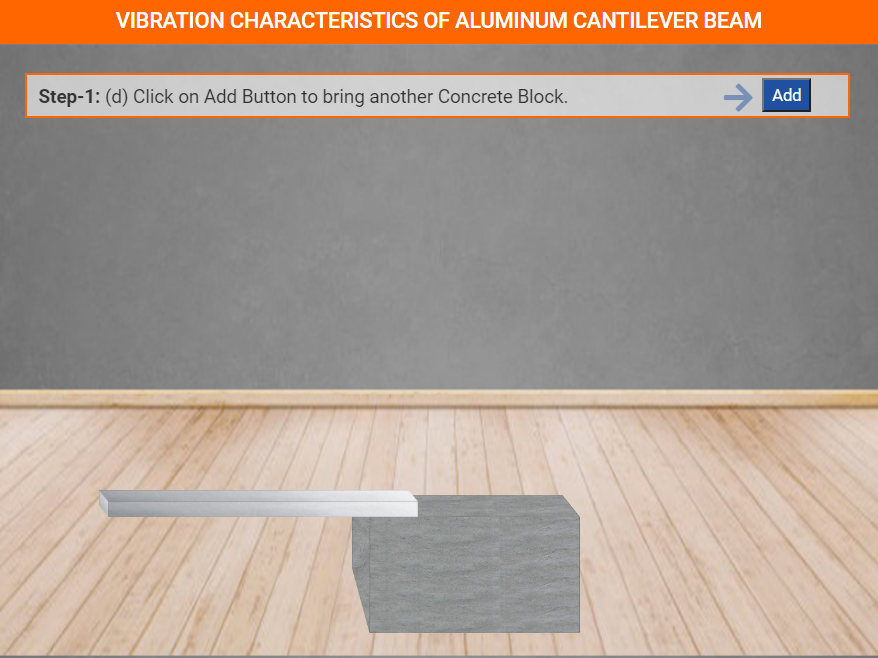 VIBRATION CHARACTERISTICS OF ALUMINUM CANTILEVER BEAM
Step-1: (d) Click on Add Button to bring another Concrete Block.
Add